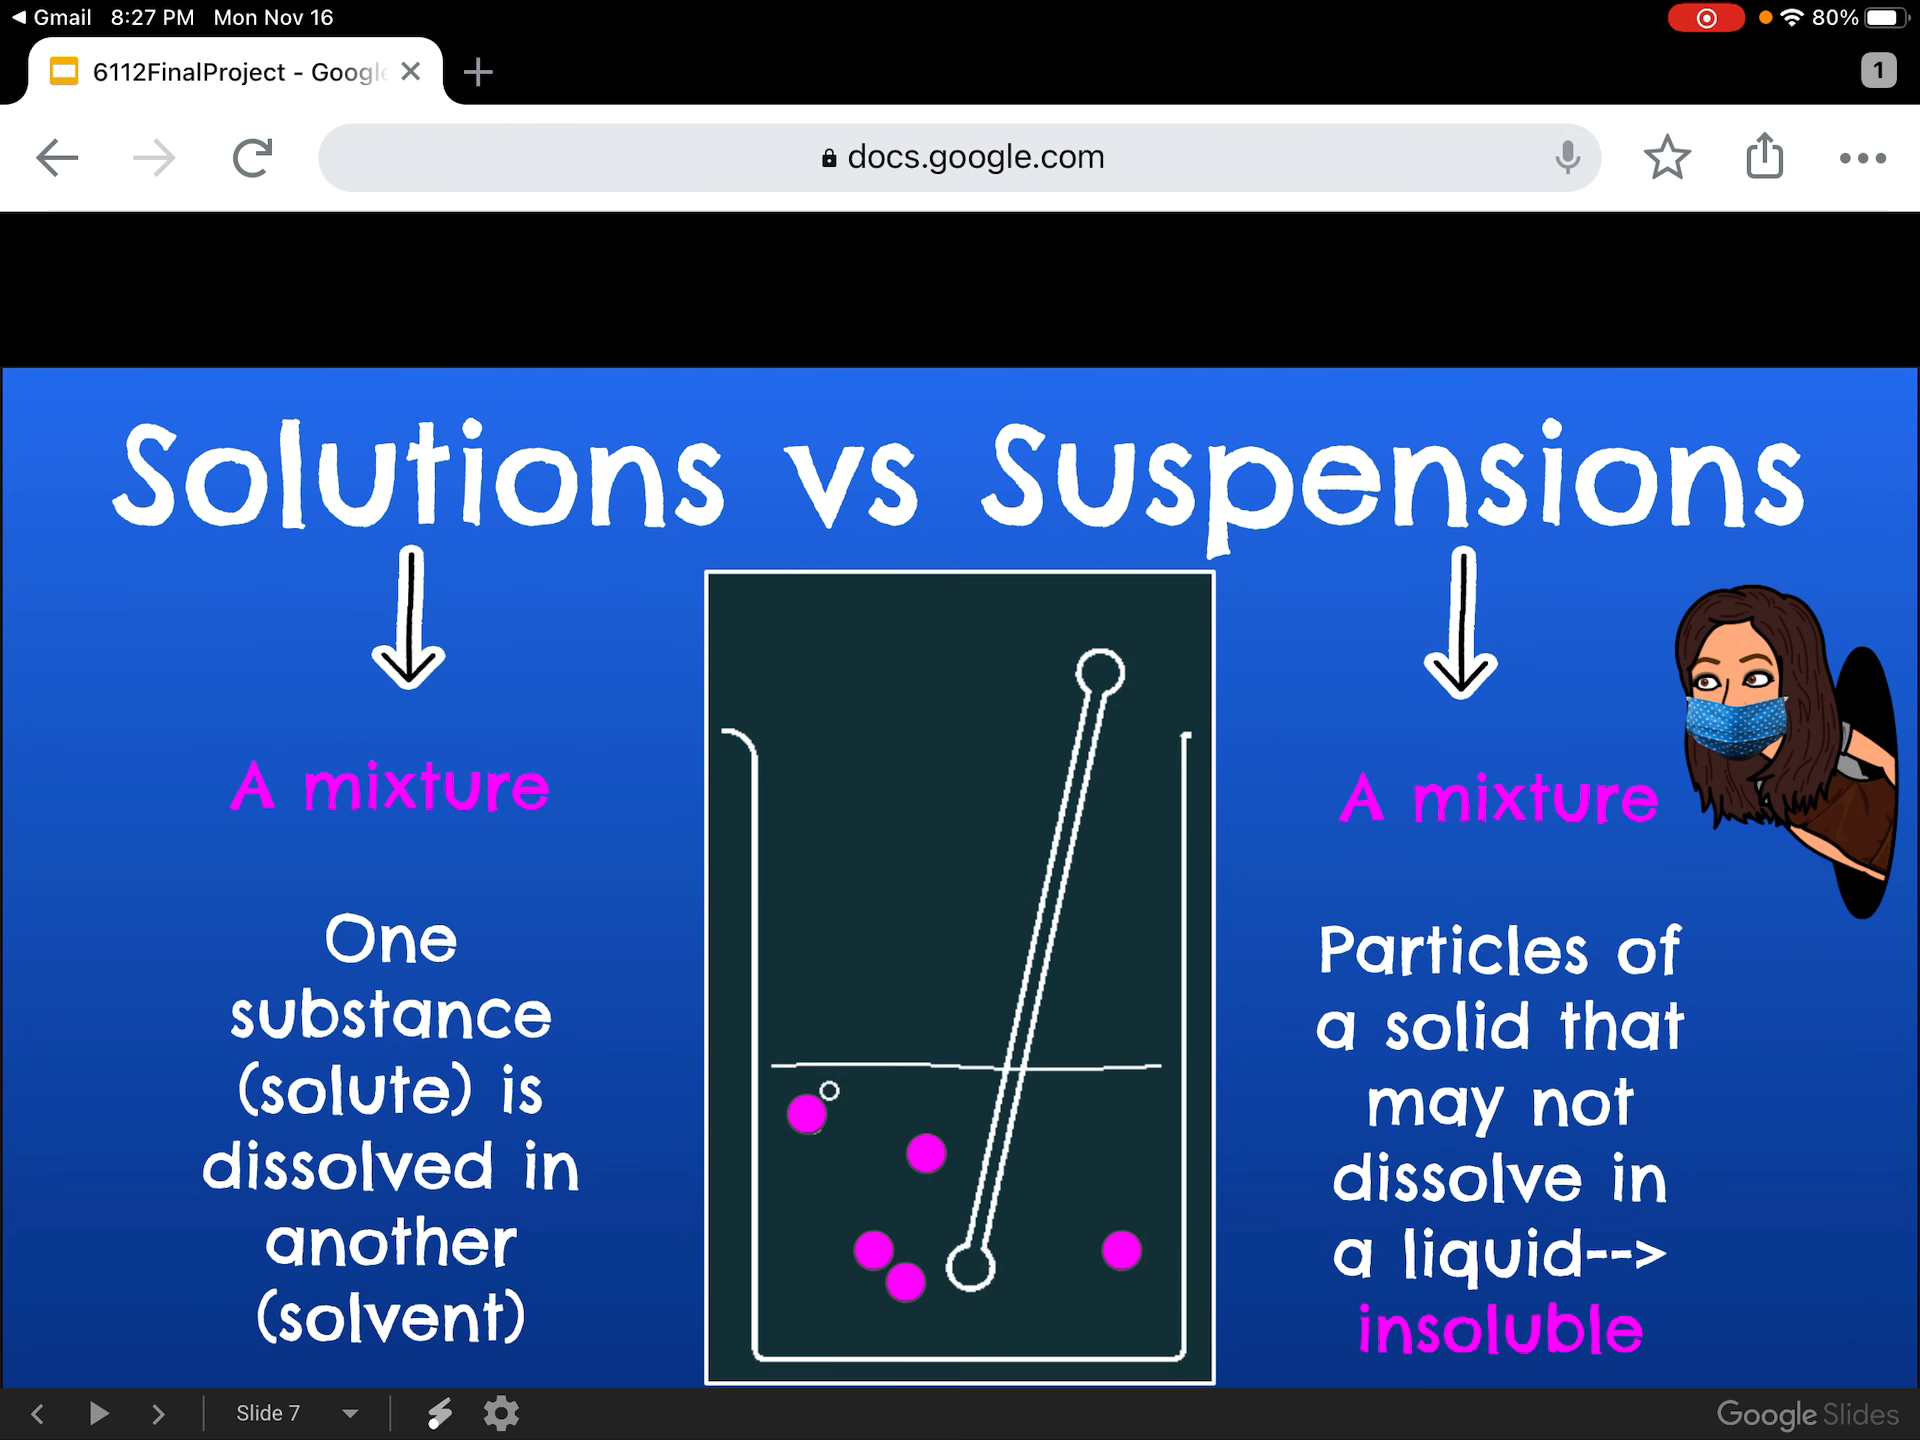 Gmail 8:27 PM Mon Nov 16
80%
6112FinalProject - Google
1
docs.google.com
Solutions vs Suspensions
A mixture
One
substance
(solute) is
dissolved in
another
(solvent)
A mixture
Particles of
a solid that
may not
dissolve in
a liquid-->
insoluble
Slide 7
Google Slides